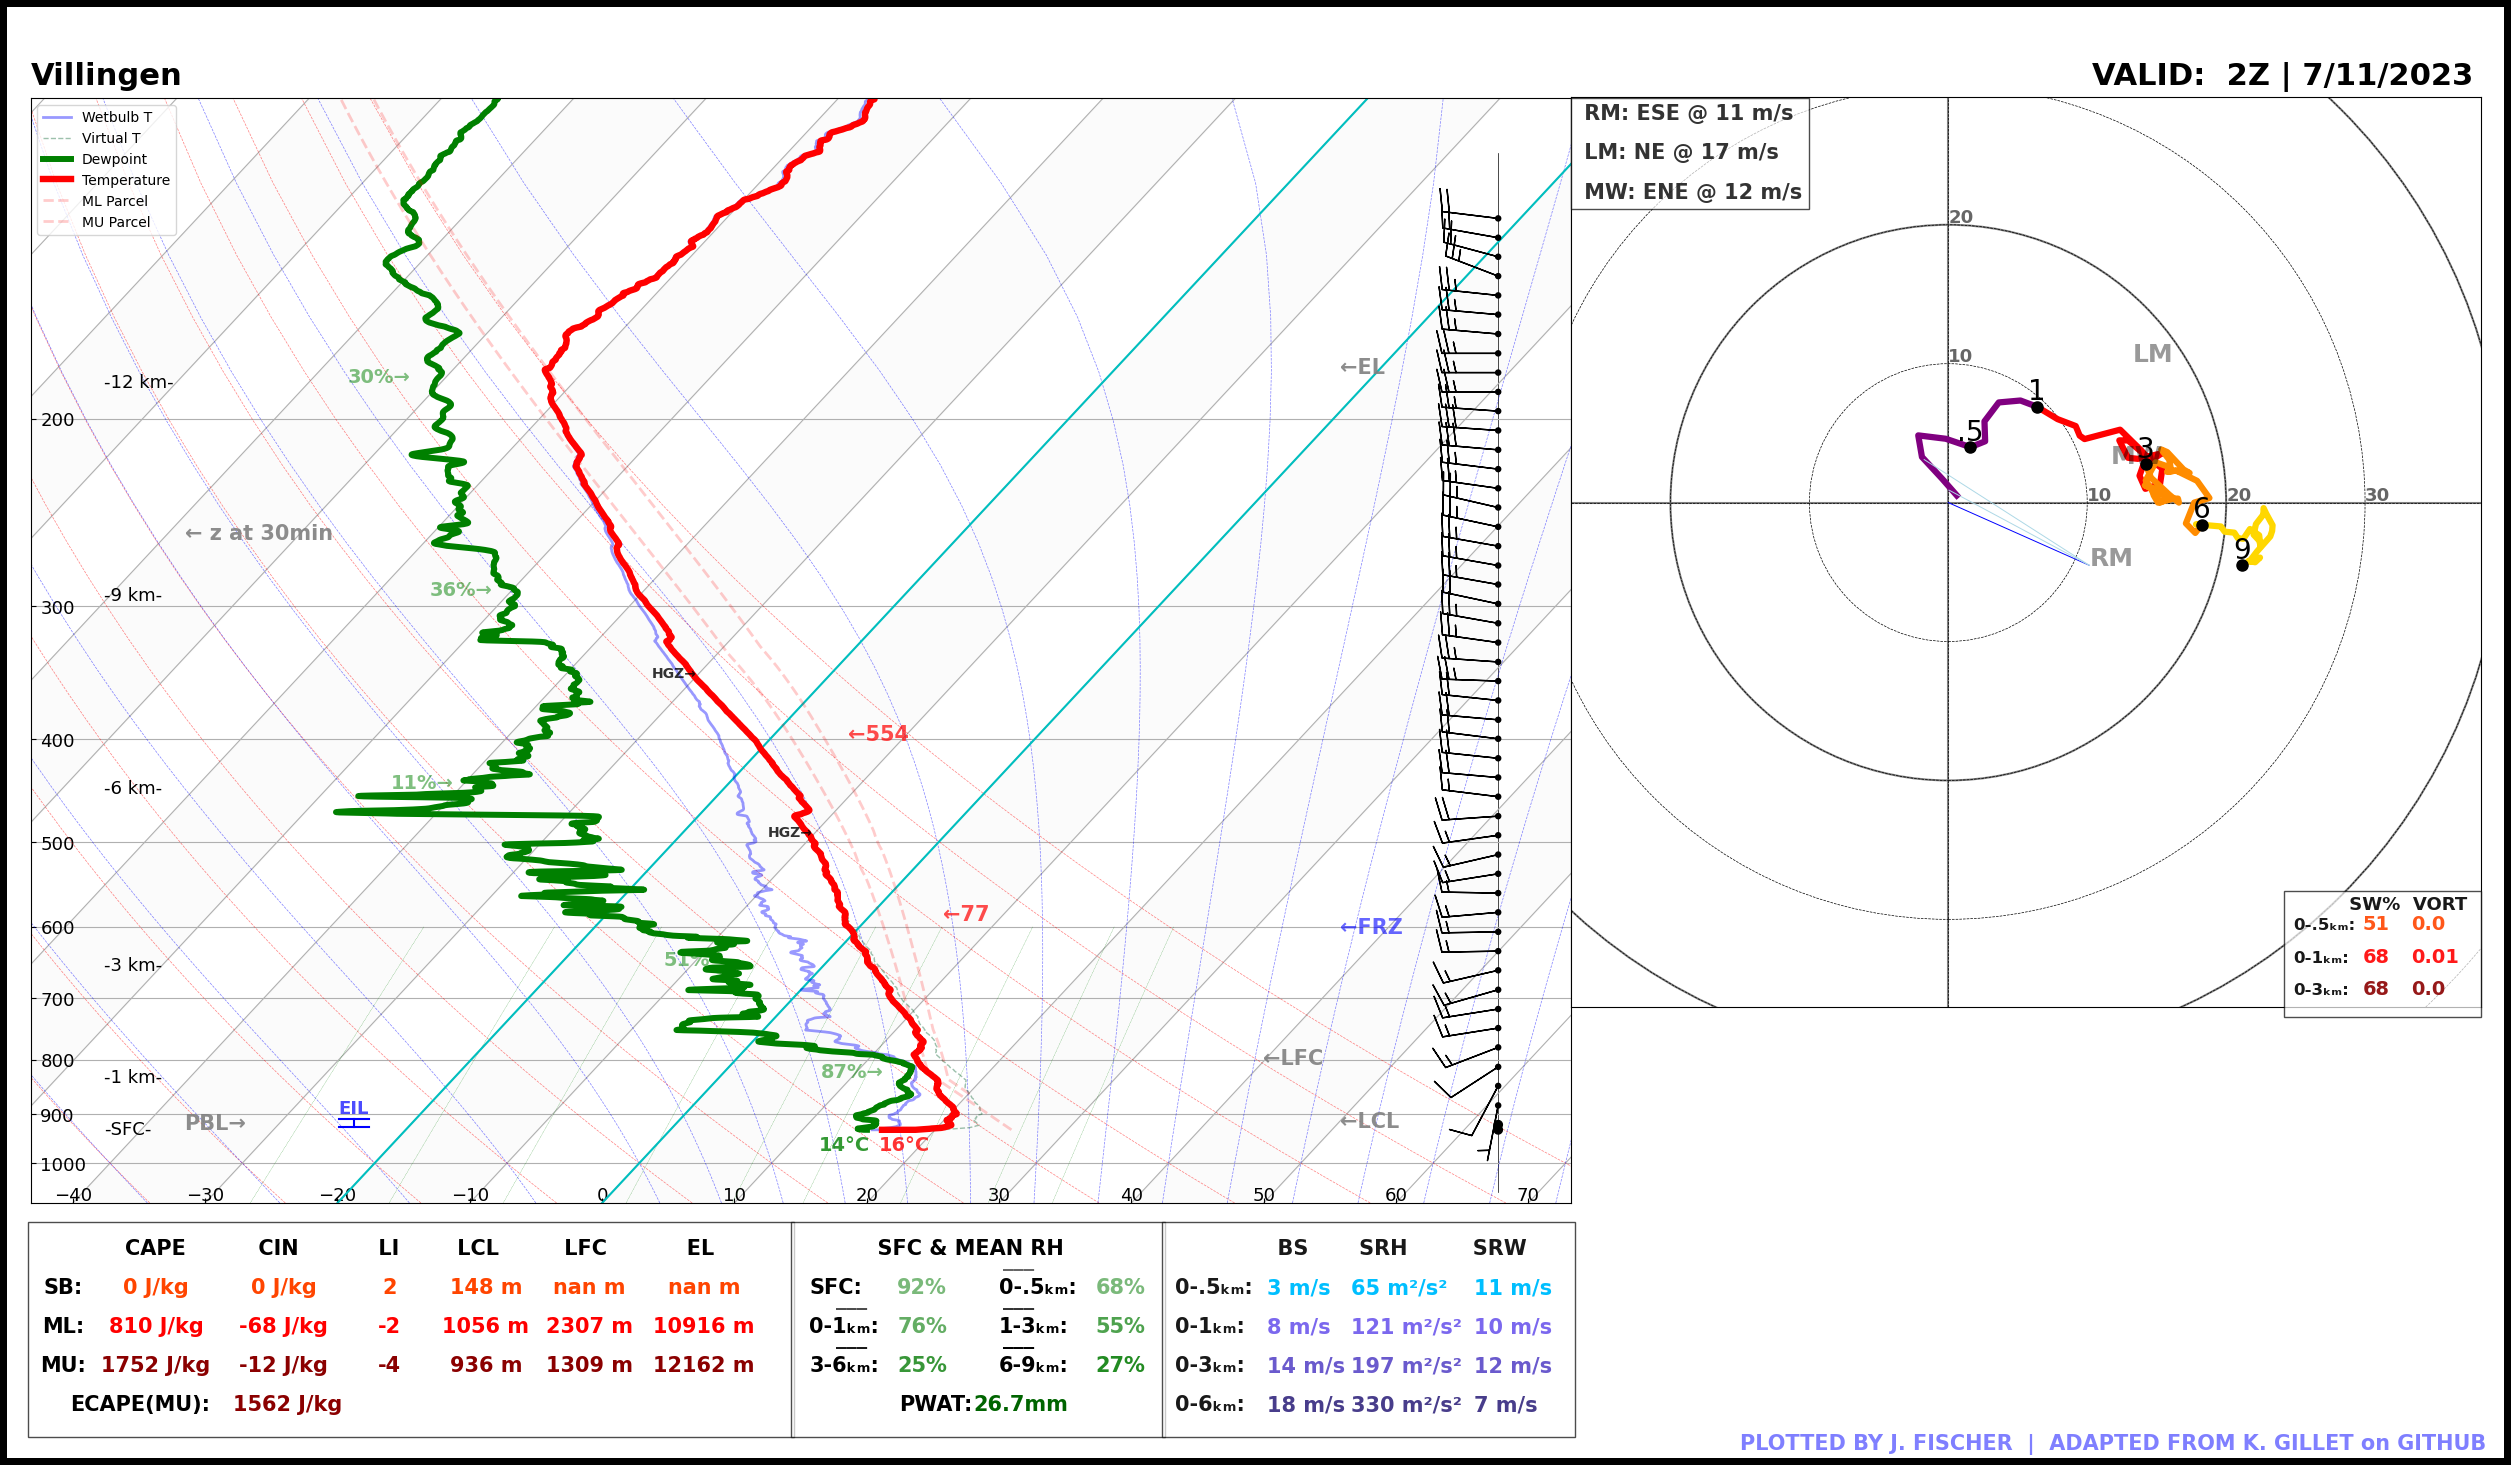 Villingen
VALID:  2Z | 7/11/2023
Wetbulb T
Virtual T
Dewpoint
Temperature
ML Parcel
MU Parcel
RM: ESE @ 11 m/s
LM: NE @ 17 m/s
MW: ENE @ 12 m/s
20
10
10
20
30
LM
RM
.5
1
3
6
9
30%→
-12 km-
←EL
200
← z at 30min
36%→
-9 km-
300
HGZ→
←554
400
11%→
-6 km-
HGZ→
500
←77
600
←FRZ
51%
-3 km-
700
800
←LFC
87%→
-1 km-
EIL
900
PBL→
-SFC-
←LCL
14°C 16°C
1000
−40 −30 −20 −10 0 10 20 30 40 50 60 70
SW% VORT
0-.5ₖₘ: 51 0.0
0-1ₖₘ: 68 0.01
0-3ₖₘ: 68 0.0
CAPE CIN LI LCL LFC EL
SB: 0 J/kg 0 J/kg 2 148 m nan m nan m
ML: 810 J/kg -68 J/kg -2 1056 m 2307 m 10916 m
MU: 1752 J/kg -12 J/kg -4 936 m 1309 m 12162 m
ECAPE(MU): 1562 J/kg
SFC & MEAN RH
SFC: 92% 0-.5ₖₘ: 68%
0-1ₖₘ: 76% 1-3ₖₘ: 55%
3-6ₖₘ: 25% 6-9ₖₘ: 27%
PWAT: 26.7mm
BS SRH SRW
0-.5ₖₘ: 3 m/s 65 m²/s² 11 m/s
0-1ₖₘ: 8 m/s 121 m²/s² 10 m/s
0-3ₖₘ: 14 m/s 197 m²/s² 12 m/s
0-6ₖₘ: 18 m/s 330 m²/s² 7 m/s
PLOTTED BY J. FISCHER  |  ADAPTED FROM K. GILLET on GITHUB